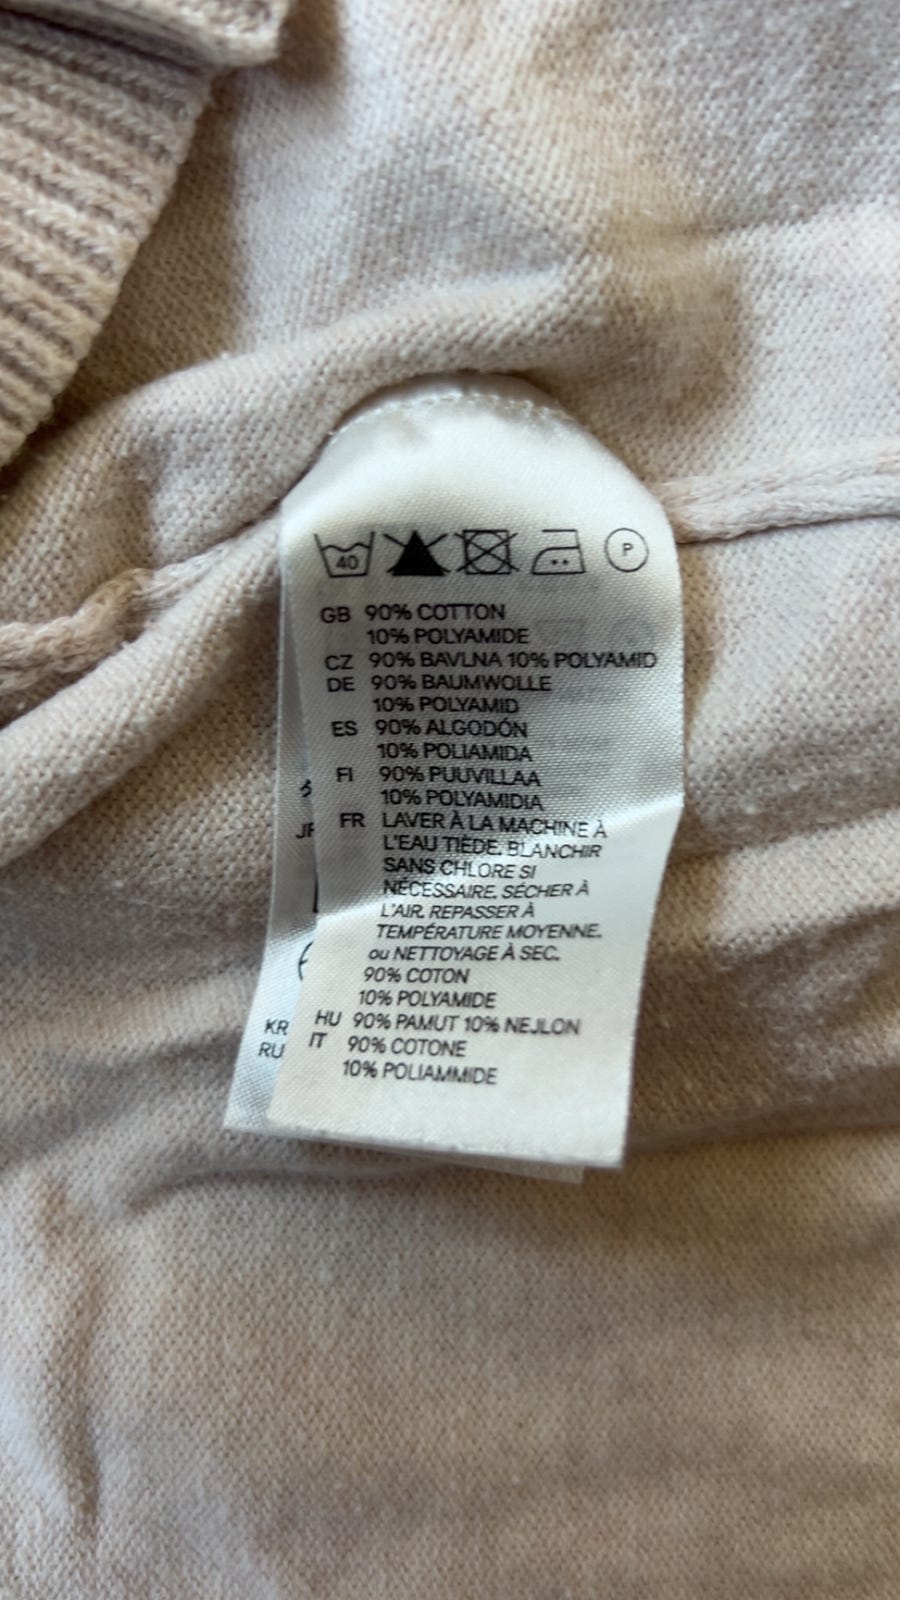 40
P
GB 90% COTTON
10% POLYAMIDE
CZ 90% BAVLNA 10% POLYAMID
DE 90% BAUMWOLLE
10% POLYAMID
ES 90% ALGODÓN
10% POLIAMIDA
FI 90% PUUVILLAA
10% POLYAMIDIA
FR LAVER À LA MACHINE À
L'EAU TIÈDE. BLANCHIR
SANS CHLORE SI
NÉCESSAIRE. SÉCHER À
L'AIR. REPASSER À
TEMPÉRATURE MOYENNE.
ou NETTOYAGE À SEC.
90% COTON
10% POLYAMIDE
HU 90% PAMUT 10% NEJLON
IT 90% COTONE
10% POLIAMMIDE
KR
RU